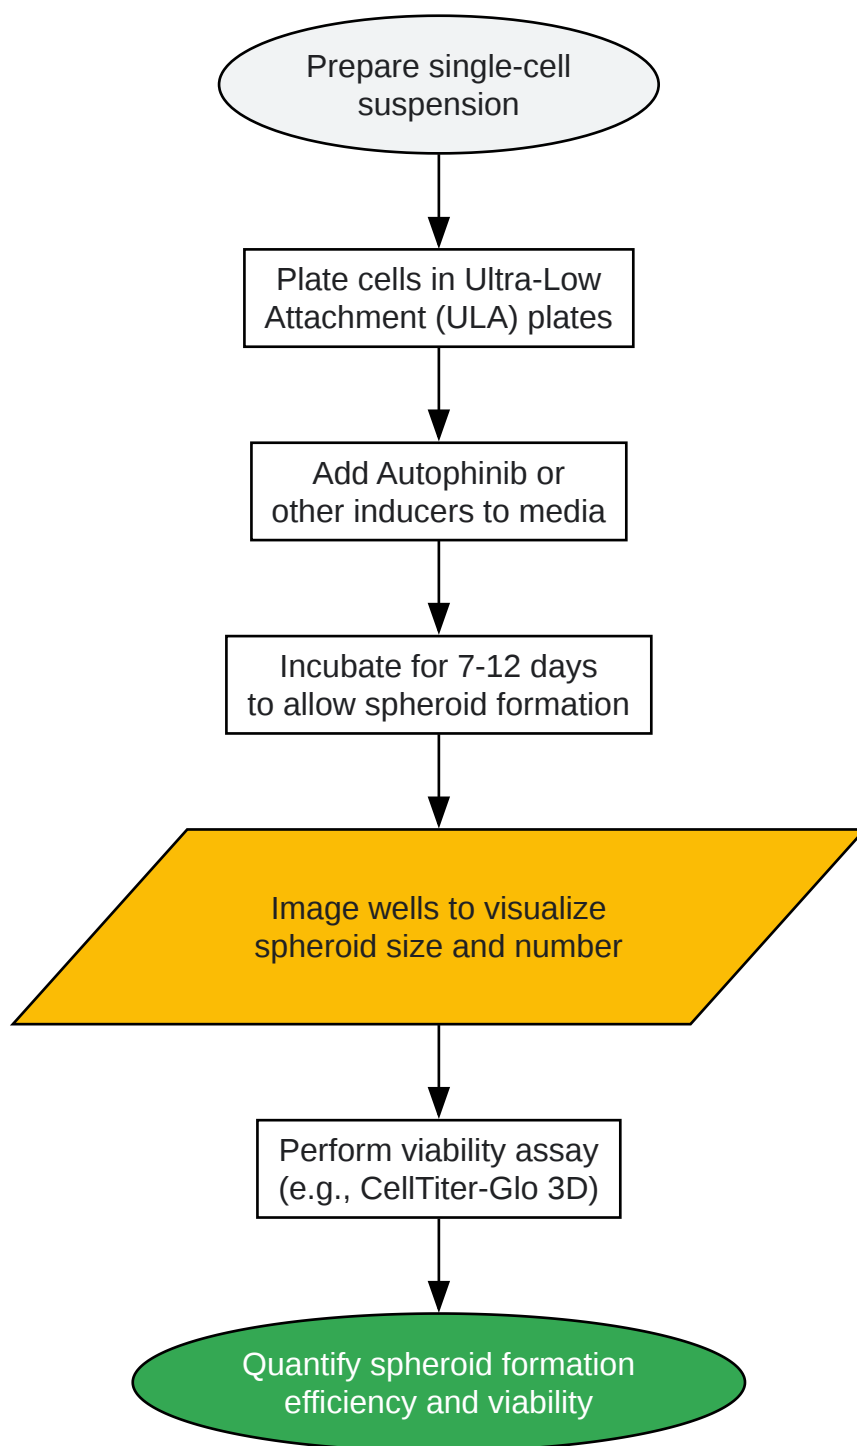 Prepare single-cell
suspension
Plate cells in Ultra-Low
Attachment (ULA) plates
Add Autophinib or
other inducers to media
Incubate for 7-12 days
to allow spheroid formation
Image wells to visualize
spheroid size and number
Perform viability assay
(e.g., CellTiter-Glo 3D)
Quantify spheroid formation
efficiency and viability